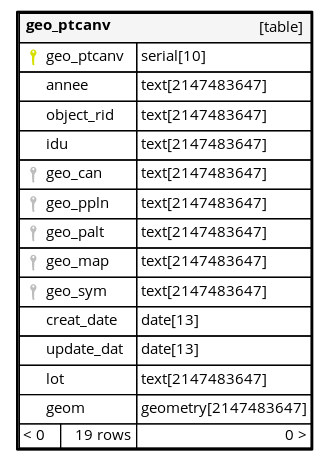 geo_ptcanv [table]
geo_ptcanv serial[10]
annee text[2147483647]
object_rid text[2147483647]
idu text[2147483647]
geo_can text[2147483647]
geo_ppln text[2147483647]
geo_palt text[2147483647]
geo_map text[2147483647]
geo_sym text[2147483647]
creat_date date[13]
update_dat date[13]
lot text[2147483647]
geom geometry[2147483647]
< 0 19 rows 0 >